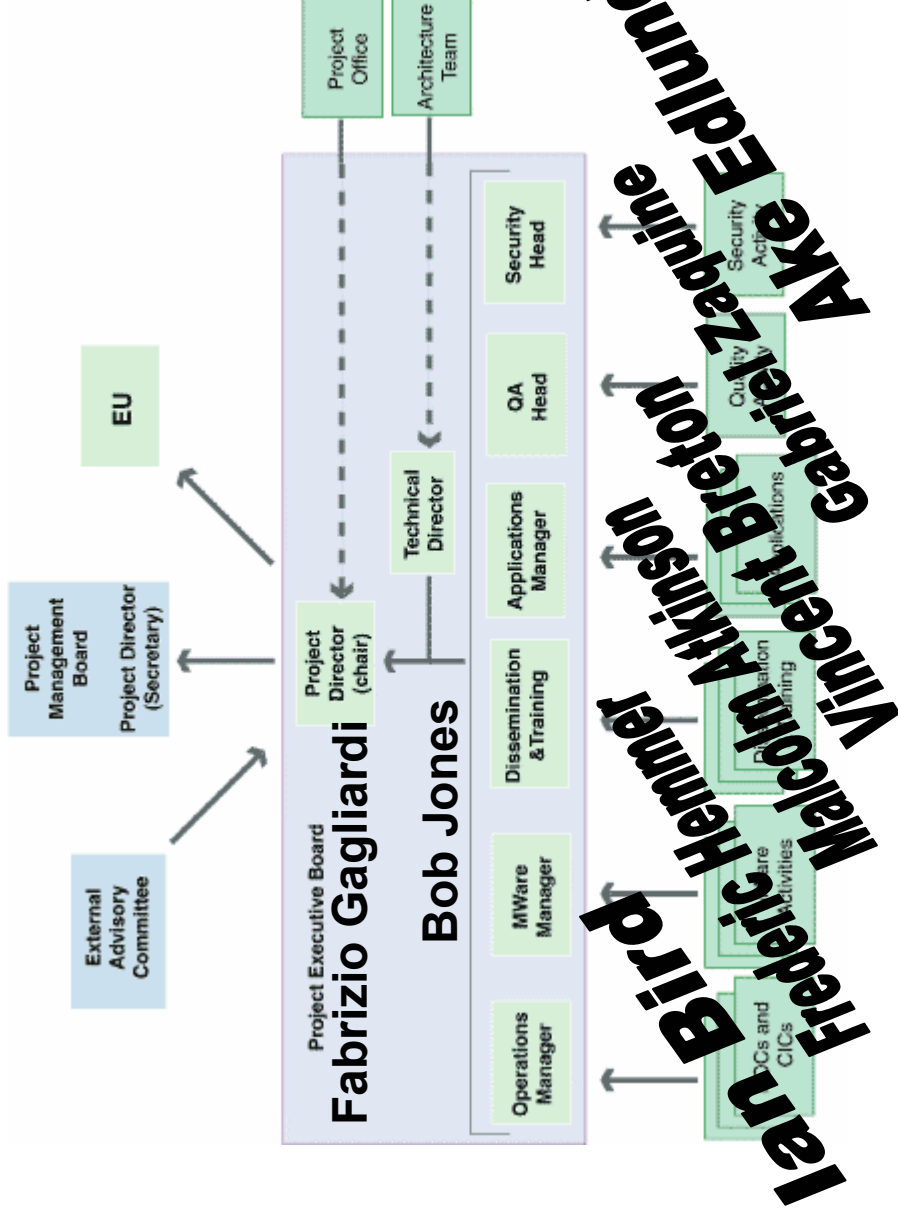 External
Advisory
Committee
Project
Management
Board
Project Director
(Secretary)
EU
Project Executive Board
Project
Director
(chair)
Fabrizio Gagliardi
Project
Office
Technical
Director
Bob Jones
Architecture
Team
Operations
Manager
MWare
Manager
Dissemination
&Training
Applications
Manager
QA
Head
Security
Head
Ian Bird
Frederic Hemmer
Malcolm Atkinson
Vincent Breton
Gabriel Zaquine
Ake
and
CICs
Activities
Security